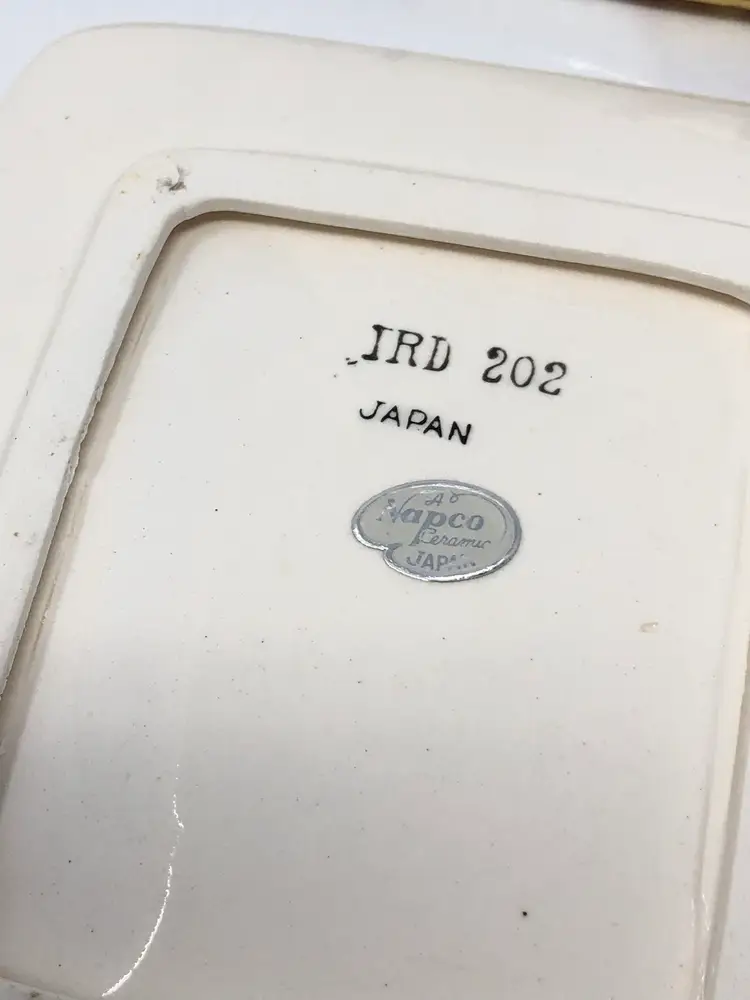 IRD 202
JAPAN
A
Napco
Ceramic
JAPAN